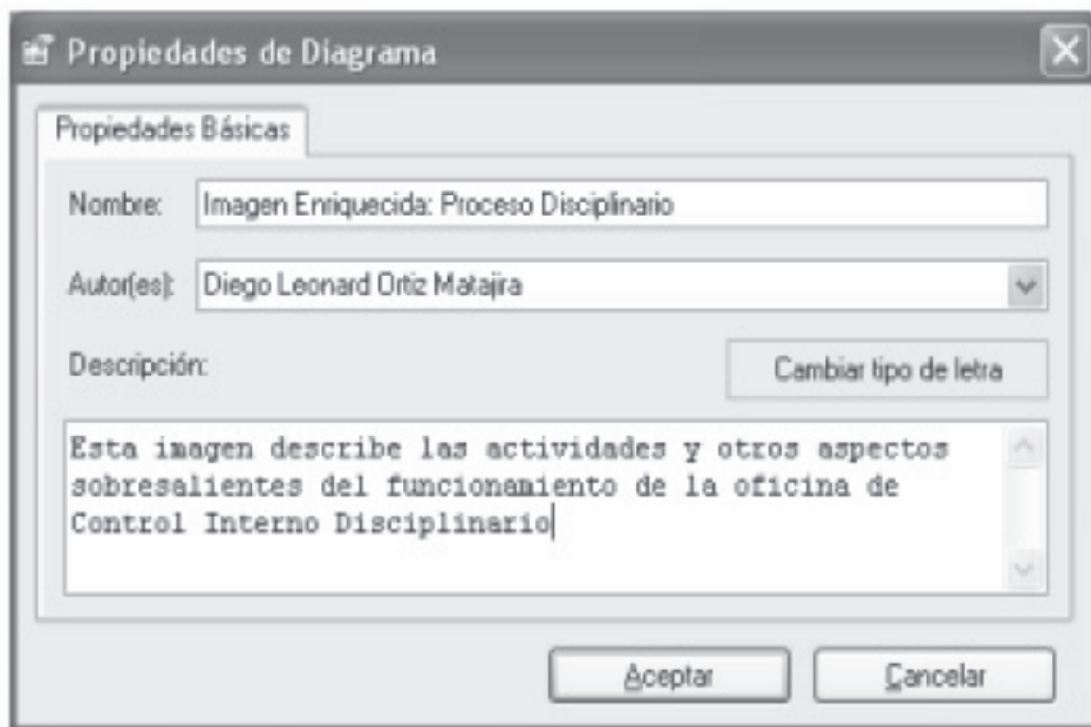 Propiedades de Diagrama
Propiedades Básicas
Nombre: Imagen Enriquecida: Proceso Disciplinario
Autor(es): Diego Leonard Ortiz Matajira
Descripción: Cambiar tipo de letra
Esta imagen describe las actividades y otros aspectos
sobresalientes del funcionamiento de la oficina de
Control Interno Disciplinario
Aceptar Cancelar